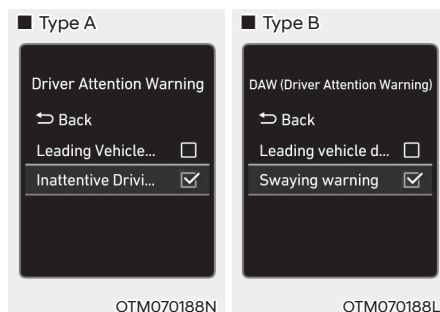 ■ Type A
Driver Attention Warning
Back
Leading Vehicle...
Inattentive Drivi...
OTM070188N
■ Type B
DAW (Driver Attention Warning)
Back
Leading vehicle d...
Swaying warning
OTM070188L